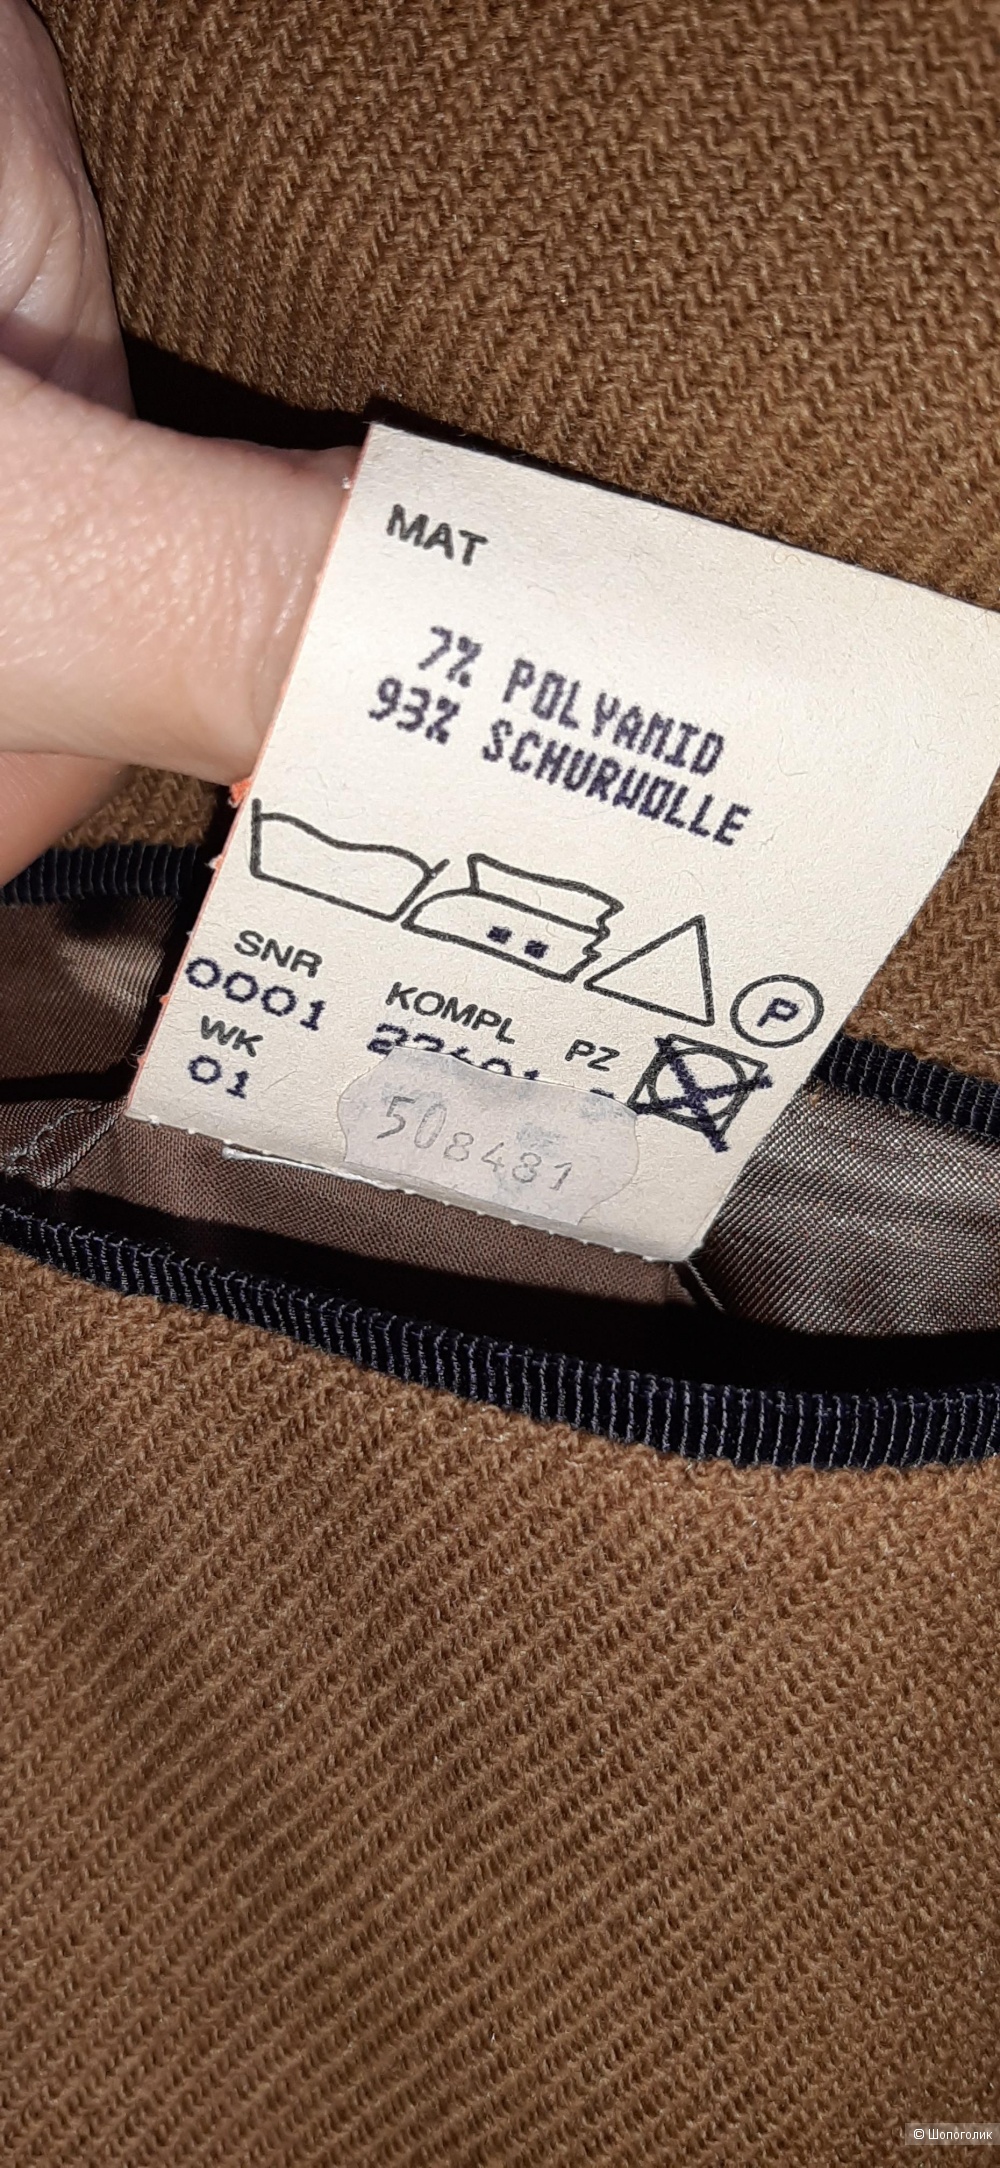 MAT
7% POLYAMID
93% SCHURWOLLE
SNR
0001
KOMPL
PZ
P
WK
01
508481
© Шопоголик